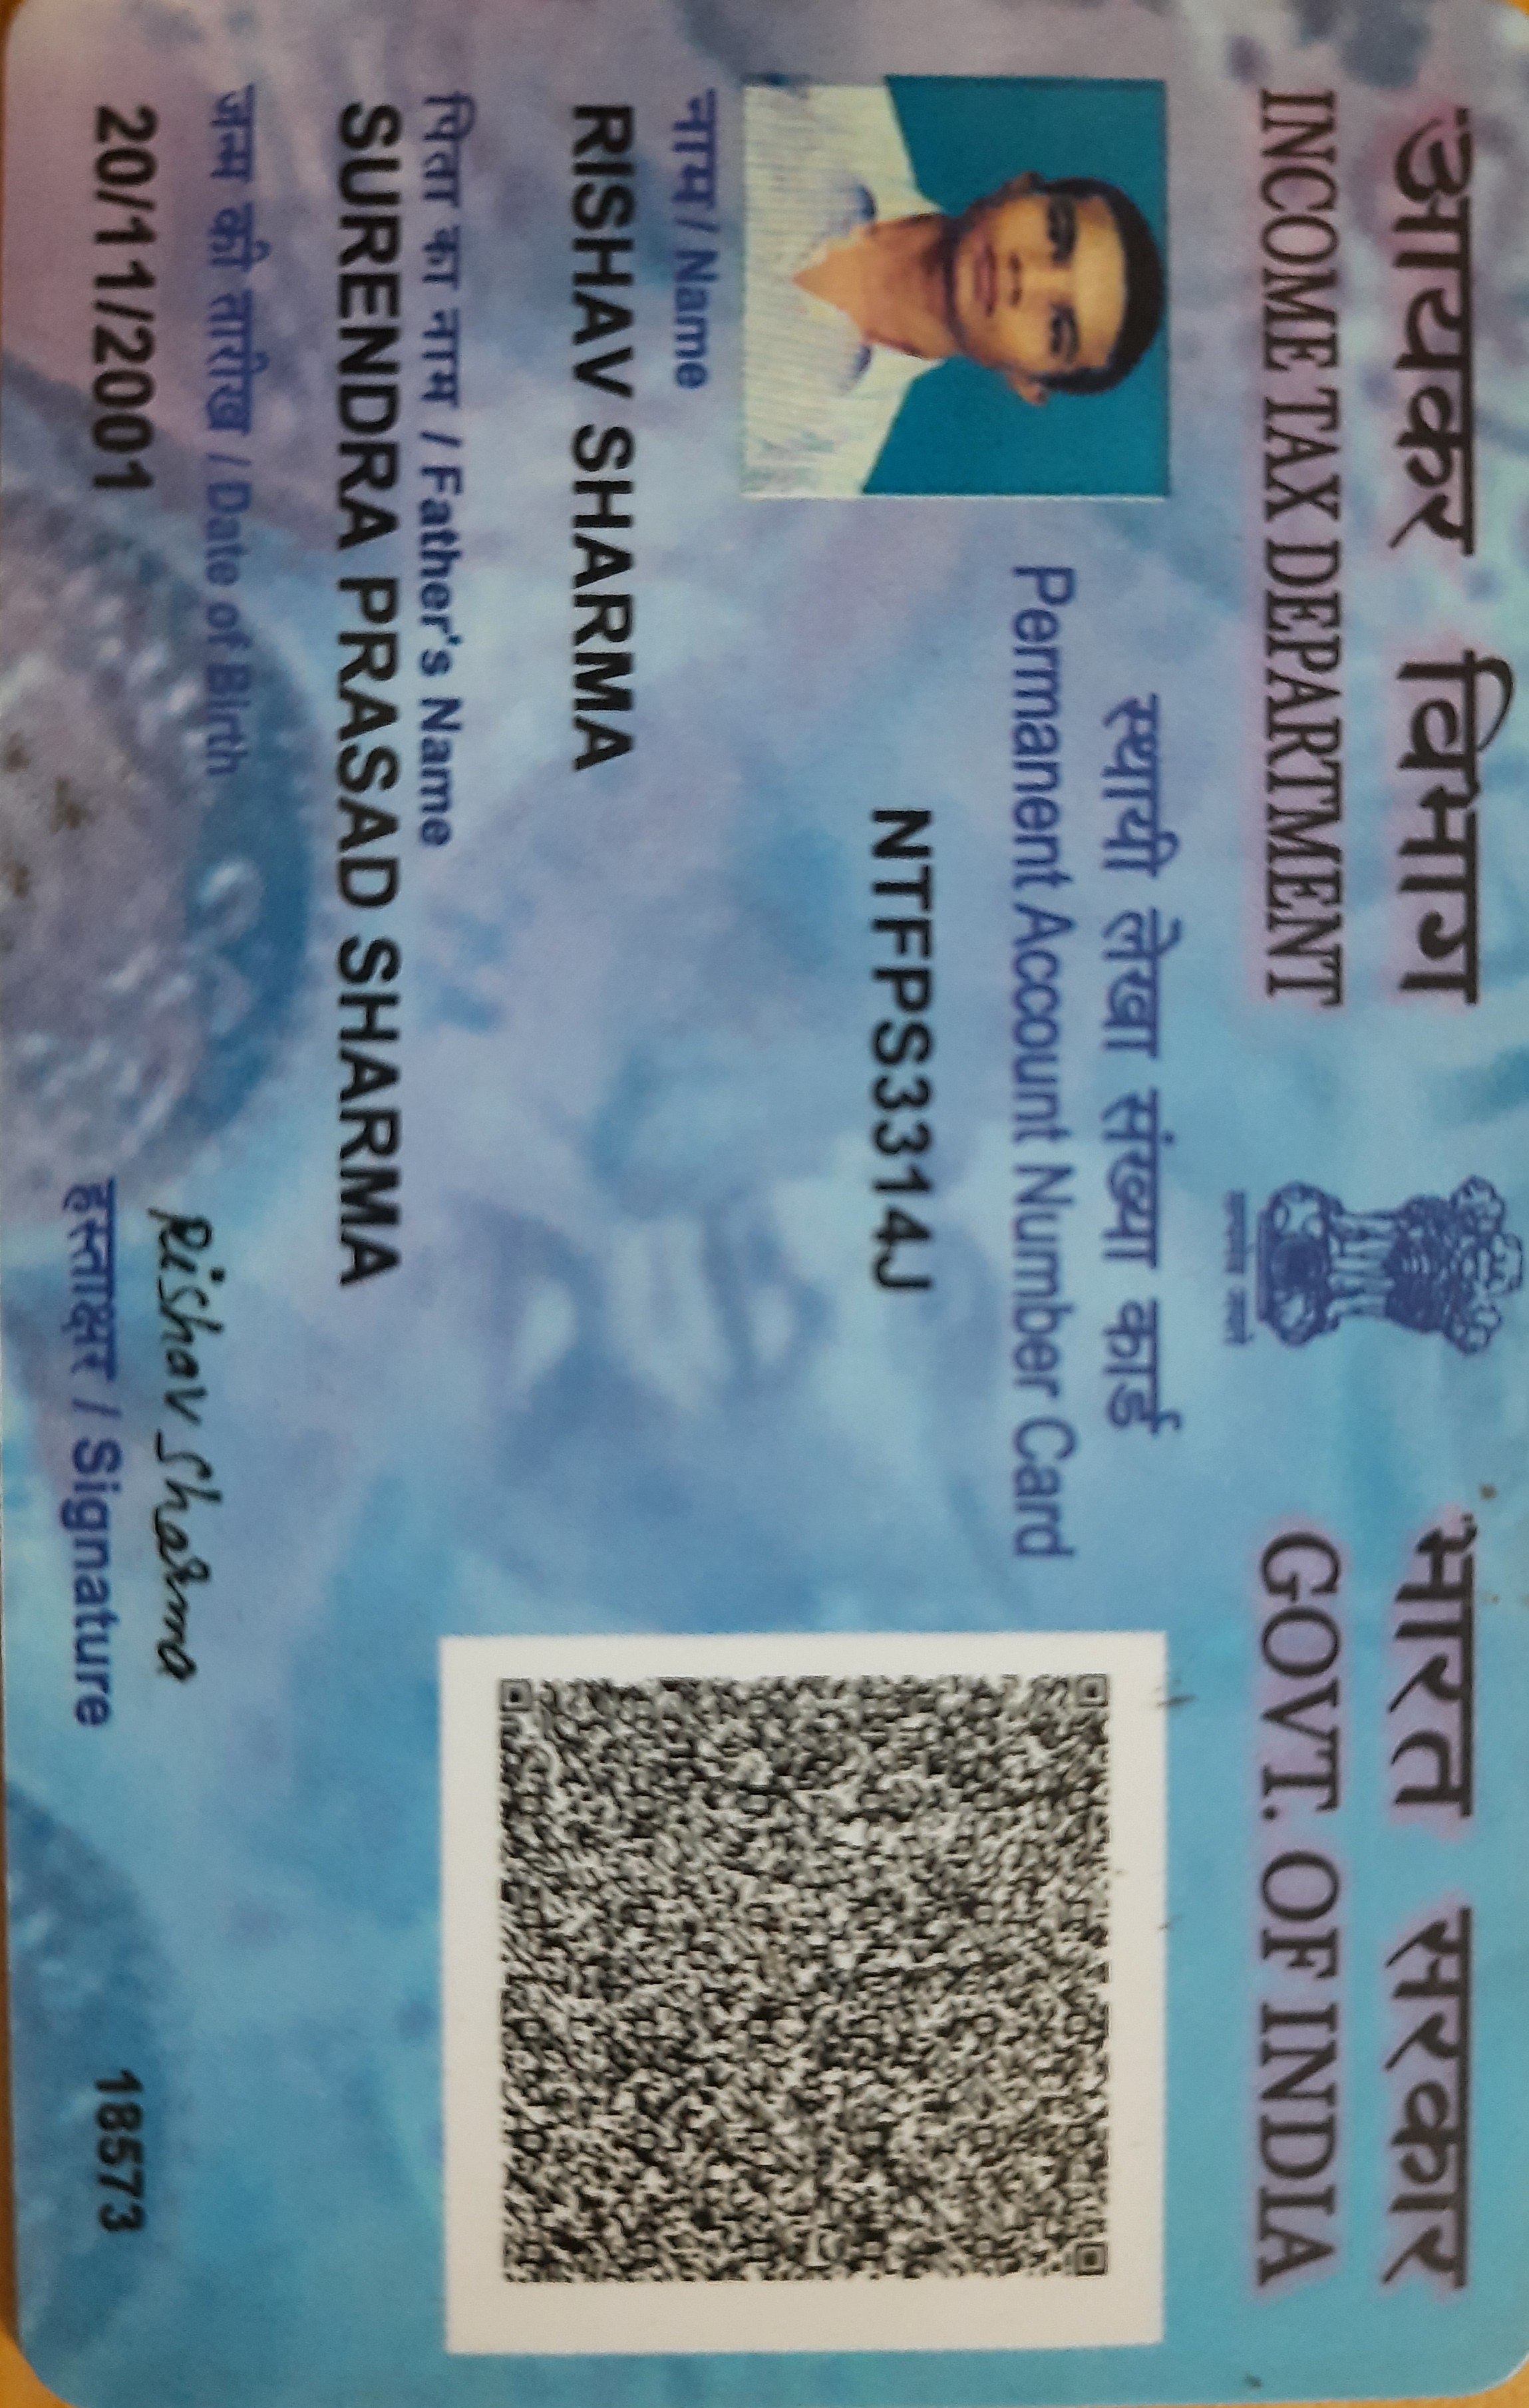 आयकर विभाग
INCOME TAX DEPARTMENT
भारत सरकार
GOVT. OF INDIA
सत्यमेव जयते
स्थायी लेखा संख्या कार्ड
Permanent Account Number Card
NTFPS3314J
नाम / Name
RISHAV SHARMA
पिता का नाम / Father's Name
SURENDRA PRASAD SHARMA
जन्म की तारीख / Date of Birth
20/11/2001
Rishav Sharma
हस्ताक्षर / Signature
18573